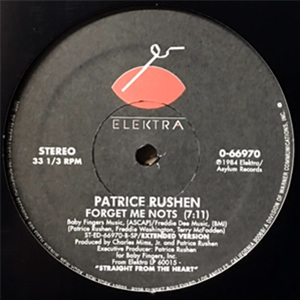 ELEKTRA
STEREO
33 1/3 RPM
0-66970
℗1984 Elektra/
Asylum Records
PATRICE RUSHEN
FORGET ME NOTS (7:11)
Baby Fingers Music, (ASCAP)/Freddie Dee Music, (BMI)
(Patrice Rushen, Freddie Washington, Terry McFadden)
ST-ED-66970-B-SP/EXTENDED VERSION
Produced by Charles Mims, Jr. and Patrice Rushen
Executive Producer: Patrice Rushen
for Baby Fingers, Inc.
From Elektra LP 60015 -
"STRAIGHT FROM THE HEART"